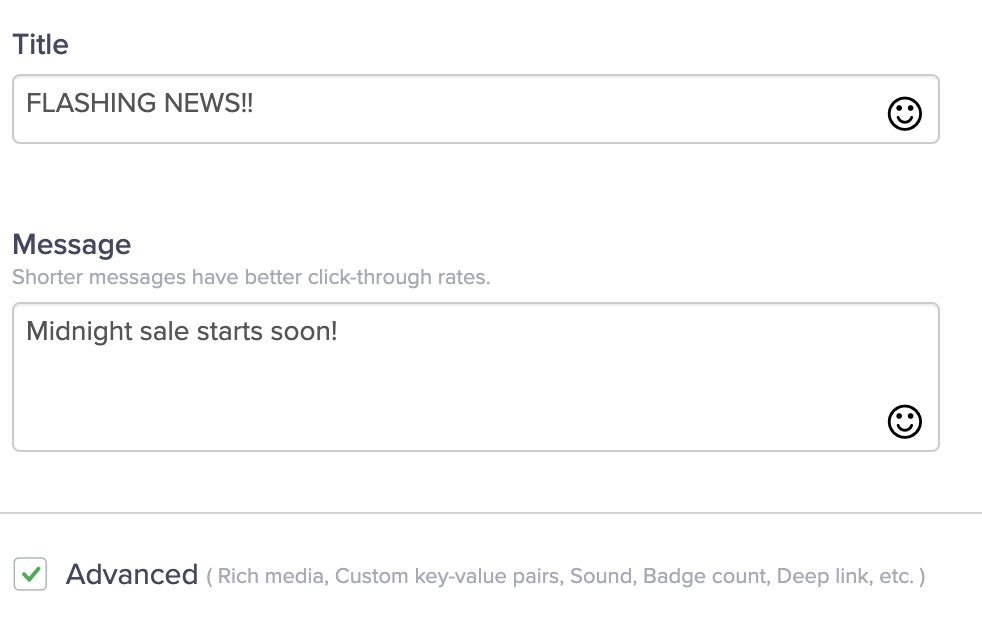 Title
FLASHING NEWS!!
Message
Shorter messages have better click-through rates.
Midnight sale starts soon!
Advanced ( Rich media, Custom key-value pairs, Sound, Badge count, Deep link, etc. )